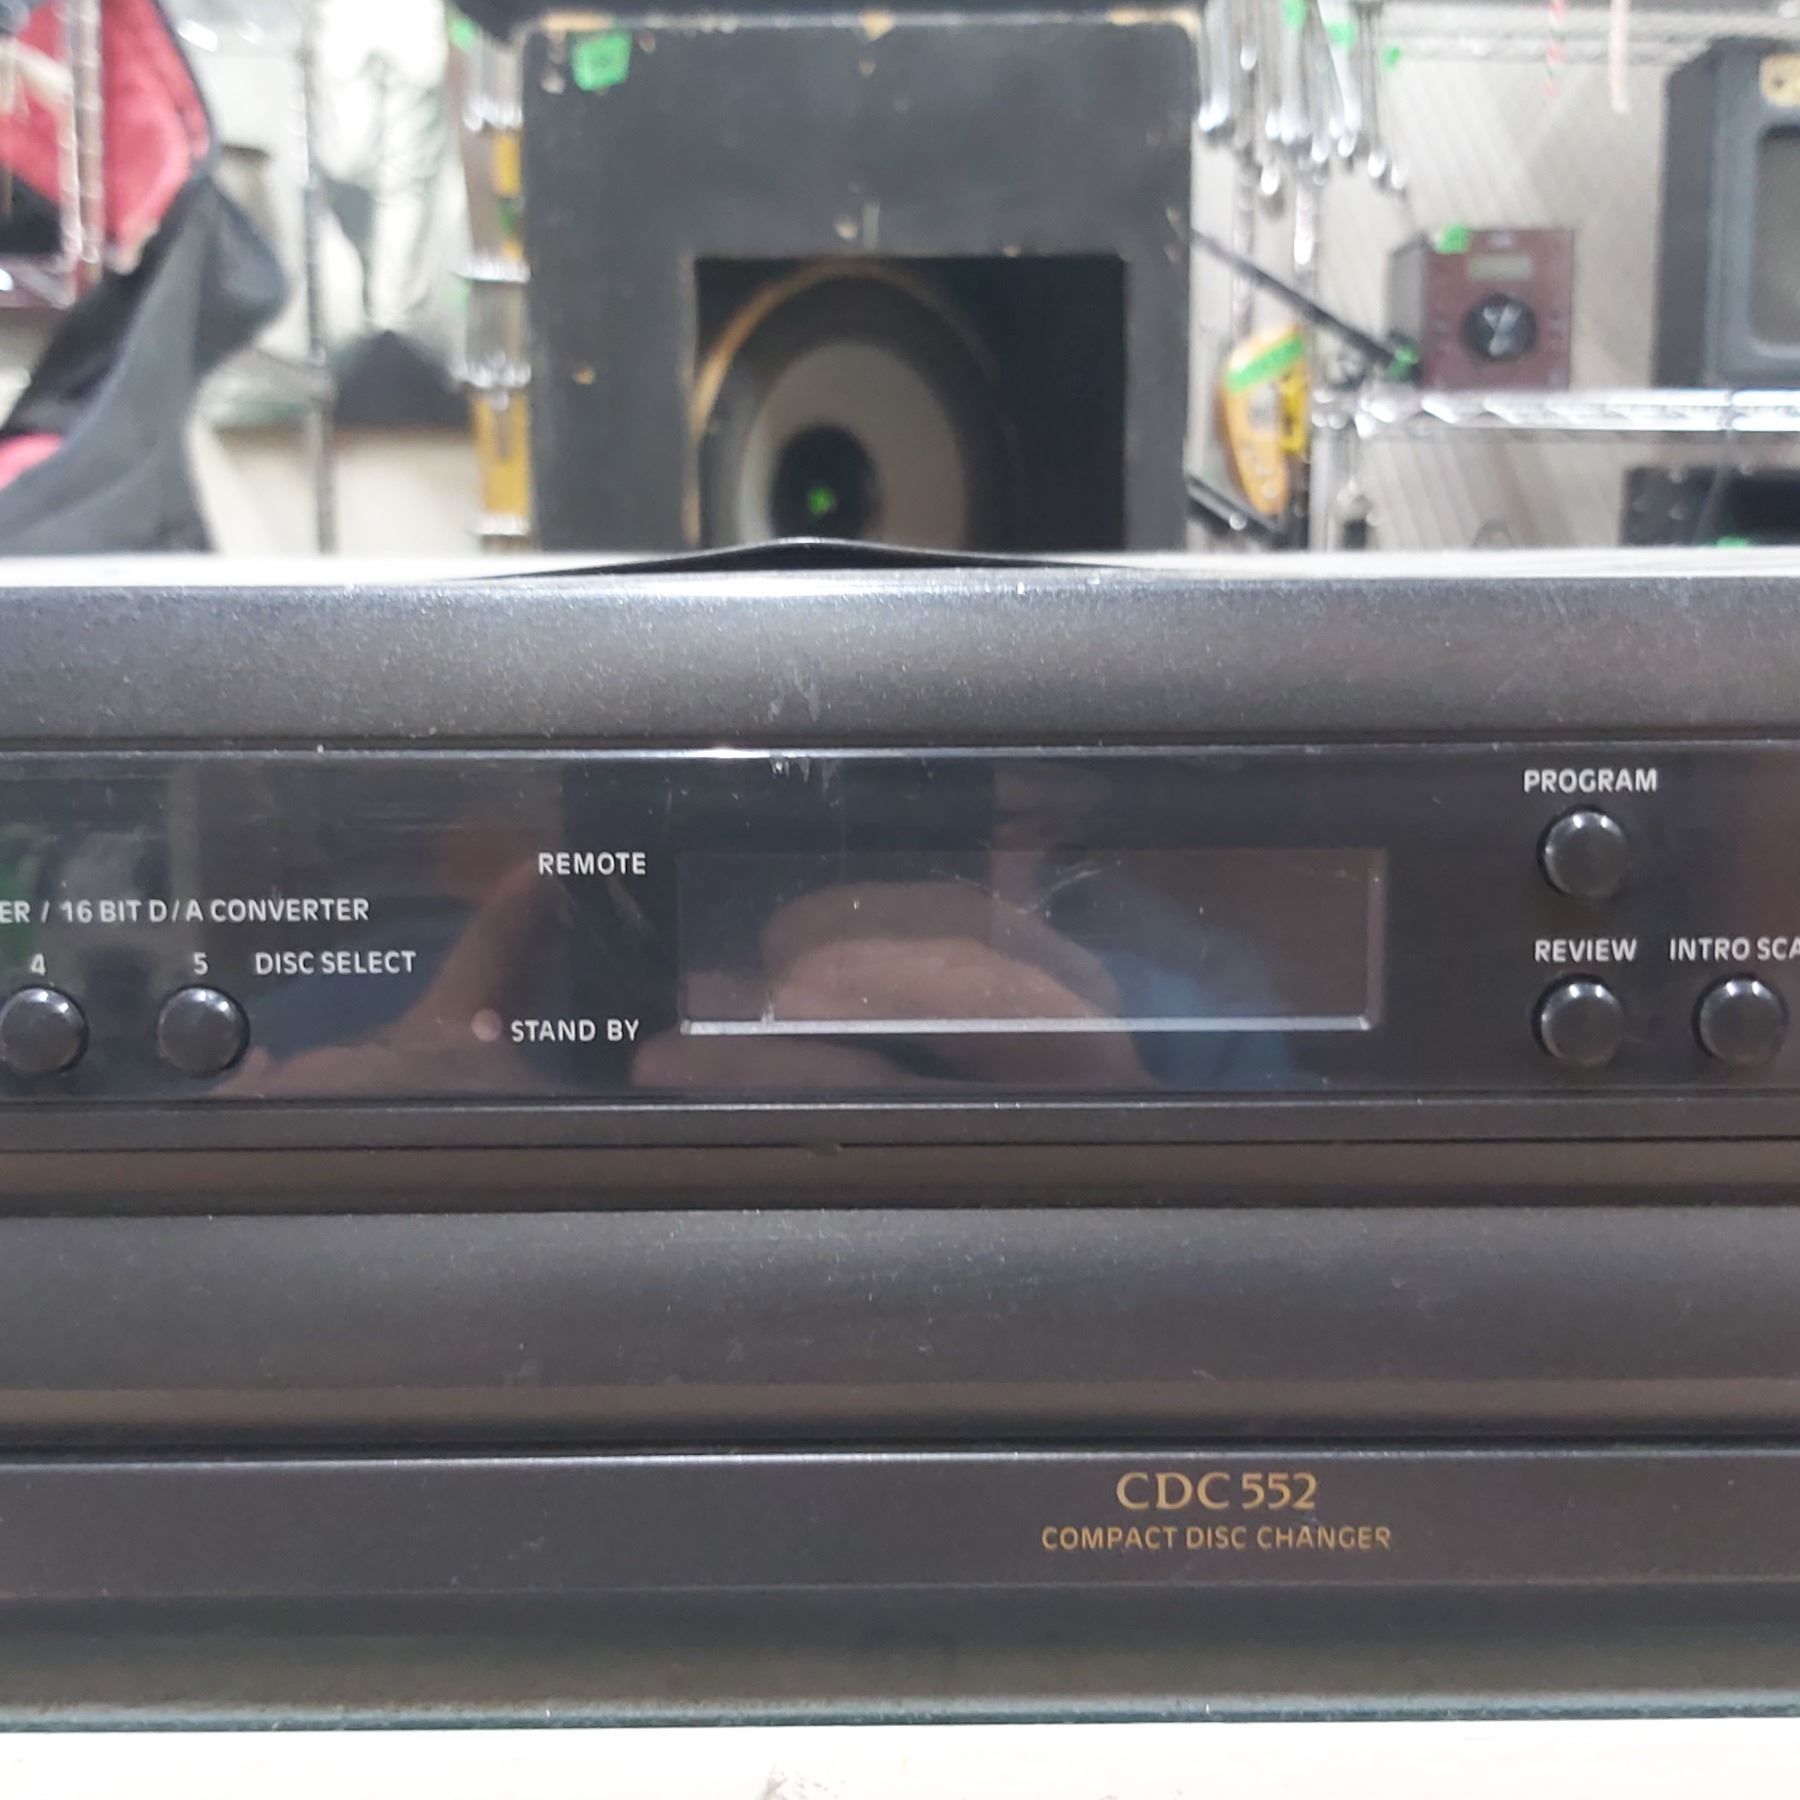 PROGRAM
REMOTE
ER / 16 BIT D/A CONVERTER
4 5 DISC SELECT
REVIEW INTRO SCA
STAND BY
CDC 552
COMPACT DISC CHANGER